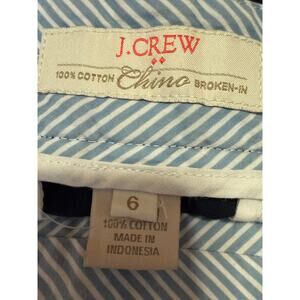 J.CREW
100% COTTON Chino BROKEN-IN
6
100% COTTON
MADE IN
INDONESIA